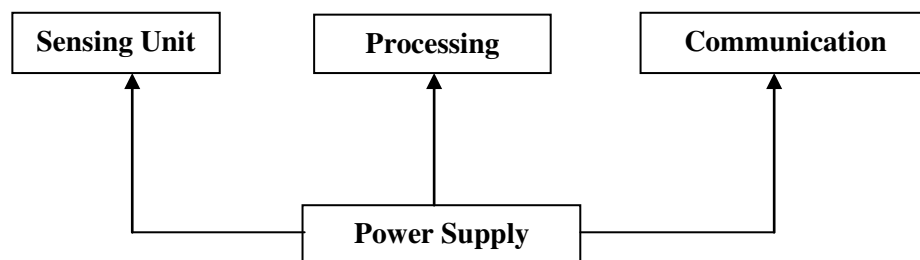 Sensing Unit
Processing
Communication
Power Supply